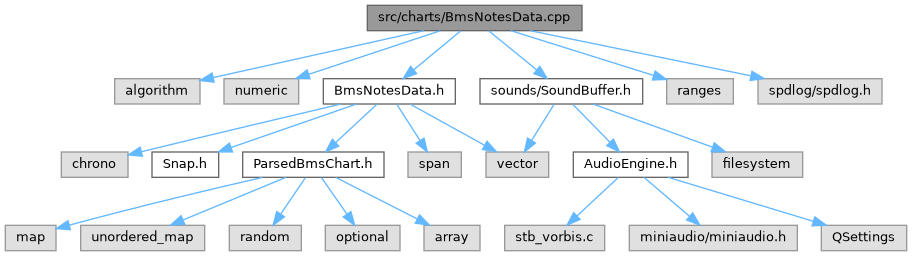 src/charts/BmsNotesData.cpp
algorithm
numeric
BmsNotesData.h
sounds/SoundBuffer.h
ranges
spdlog/spdlog.h
chrono
Snap.h
ParsedBmsChart.h
span
vector
AudioEngine.h
filesystem
map
unordered_map
random
optional
array
stb_vorbis.c
miniaudio/miniaudio.h
QSettings